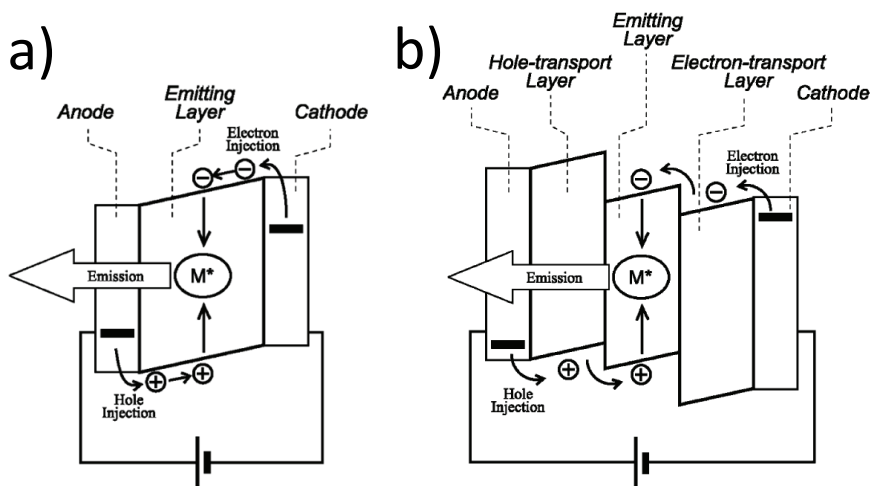 a)
Anode
Emitting
Layer
Cathode
Electron
Injection
−
−
Emission
M*
+
+
Hole
Injection
b)
Anode
Hole-transport
Layer
Emitting
Layer
Electron-transport
Layer
Cathode
Electron
Injection
−
−
Emission
M*
+
+
Hole
Injection